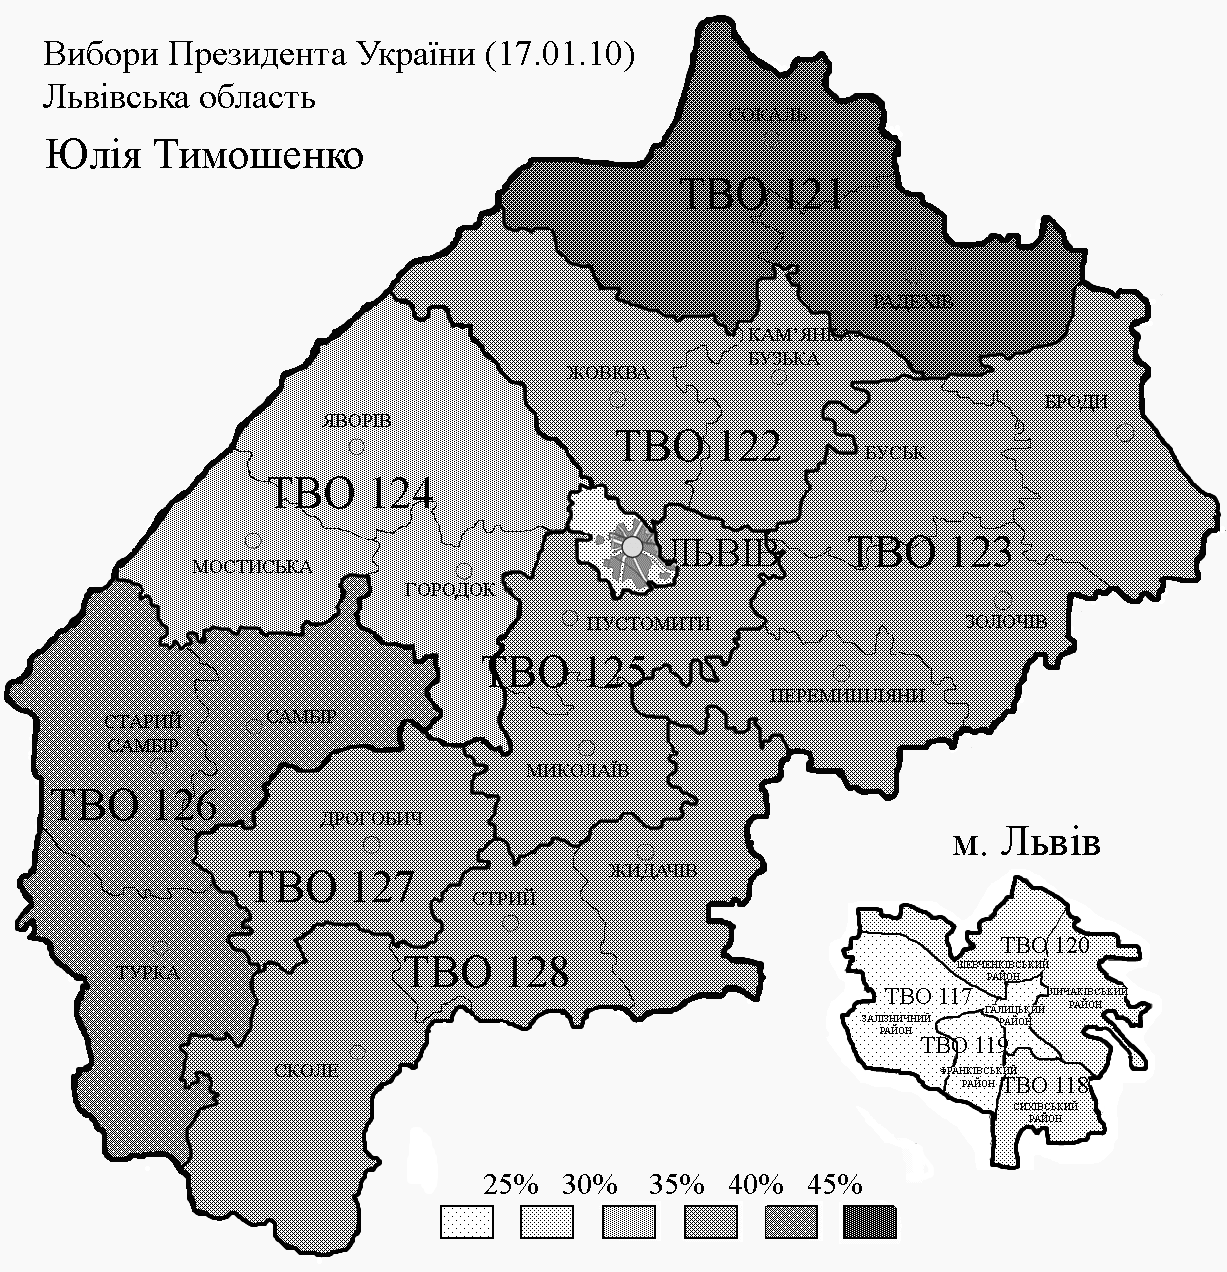 Вибори Президента України (17.01.10)
Львівська область
Юлія Тимошенко
СОКАЛЬ
ТВО 121
РАДЕХІВ
КАМ’ЯНКА
БУЗЬКА
ЖОВКВА
БРОДИ
ЯВОРІВ
ТВО 122
БУСЬК
ТВО 124
ЛЬВІВ
ТВО 123
МОСТИСЬКА
ГОРОДОК
ПУСТОМИТИ
ЗОЛОЧІВ
ТВО 125
ПЕРЕМИШЛЯНИ
СТАРИЙ
САМБІР
САМБІР
МИКОЛАЇВ
ТВО 126
ДРОГОБИЧ
м. Львів
ЖИДАЧІВ
ТВО 127
СТРИЙ
ТУРКА
ТВО 128
СКОЛЕ
ТВО 120
ШЕВЧЕНКІВСЬКИЙ
РАЙОН
ЛИЧАКІВСЬКИЙ
РАЙОН
ТВО 117
ЗАЛІЗНИЧНИЙ
РАЙОН
ГАЛИЦЬКИЙ
РАЙОН
ТВО 119
ФРАНКІВСЬКИЙ
РАЙОН
ТВО 118
СИХІВСЬКИЙ
РАЙОН
25% 30% 35% 40% 45%